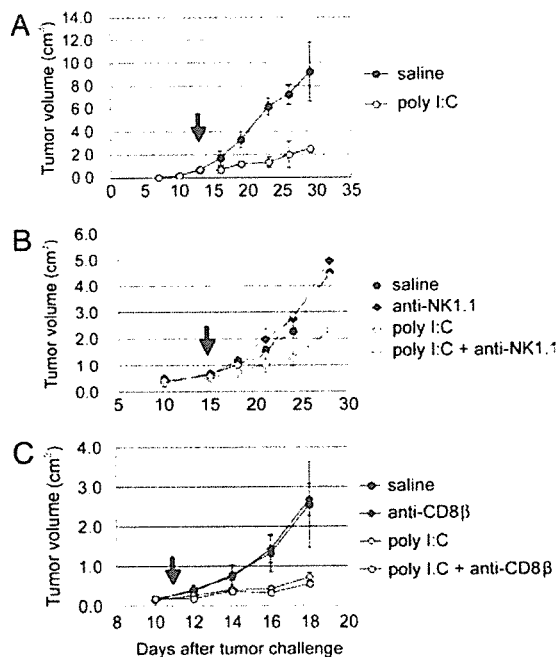 A
Tumor volume (cm³)
14.0
12.0
10.0
8.0
6.0
4.0
2.0
0.0
0 5 10 15 20 25 30 35
saline
poly I:C
B
Tumor volume (cm³)
6.0
5.0
4.0
3.0
2.0
1.0
0.0
5 10 15 20 25 30
saline
anti-NK1.1
poly I:C
poly I:C + anti-NK1.1
C
Tumor volume (cm³)
4.0
3.0
2.0
1.0
0.0
8 10 12 14 16 18 20
saline
anti-CD8β
poly I:C
poly I:C + anti-CD8β
Days after tumor challenge